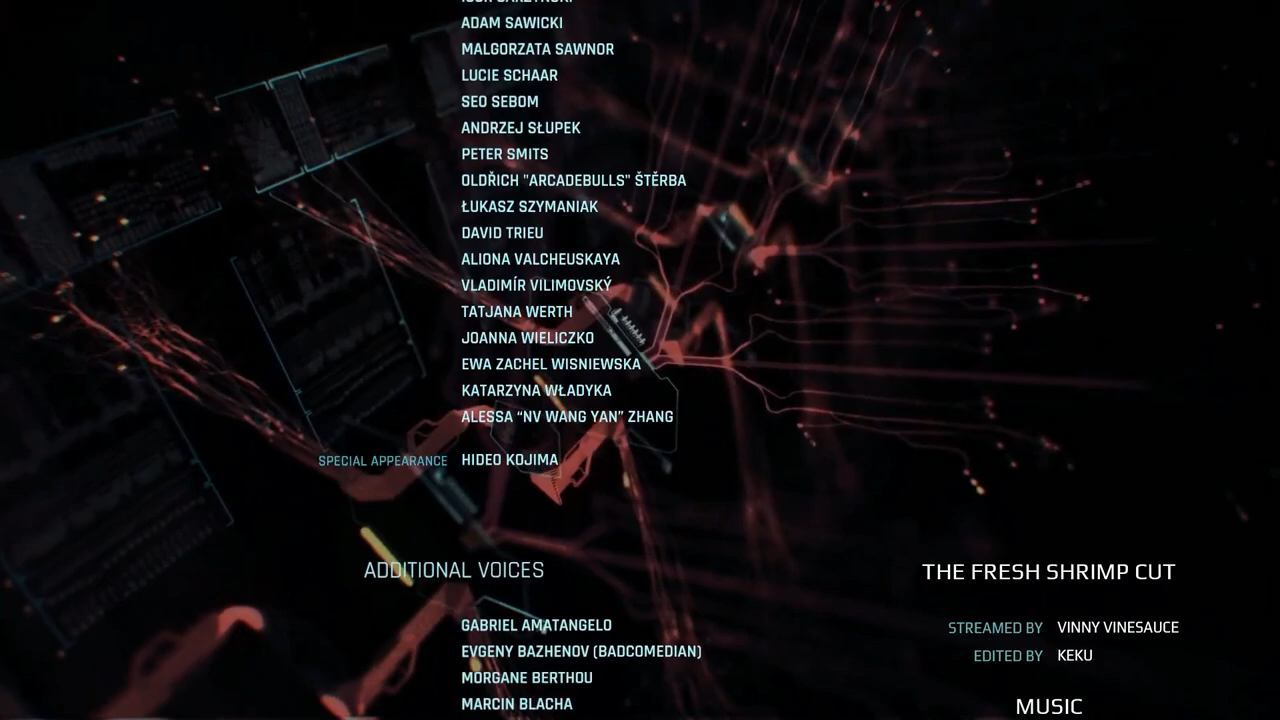 ADAM SAWICKI
MALGORZATA SAWNOR
LUCIE SCHAAR
SEO SEBOM
ANDRZEJ SŁUPEK
PETER SMITS
OLDŘICH "ARCADEBULLS" ŠTĚRBA
ŁUKASZ SZYMANIAK
DAVID TRIEU
ALIONA VALCHEUSKAYA
VLADIMÍR VILIMOVSKÝ
TATJANA WERTH
JOANNA WIELICZKO
EWA ZACHEL WISNIEWSKA
KATARZYNA WŁADYKA
ALESSA “NV WANG YAN” ZHANG
SPECIAL APPEARANCE HIDEO KOJIMA
ADDITIONAL VOICES
GABRIEL AMATANGELO
EVGENY BAZHENOV (BADCOMEDIAN)
MORGANE BERTHOU
MARCIN BLACHA
THE FRESH SHRIMP CUT
STREAMED BY VINNY VINESAUCE
EDITED BY KEKU
MUSIC